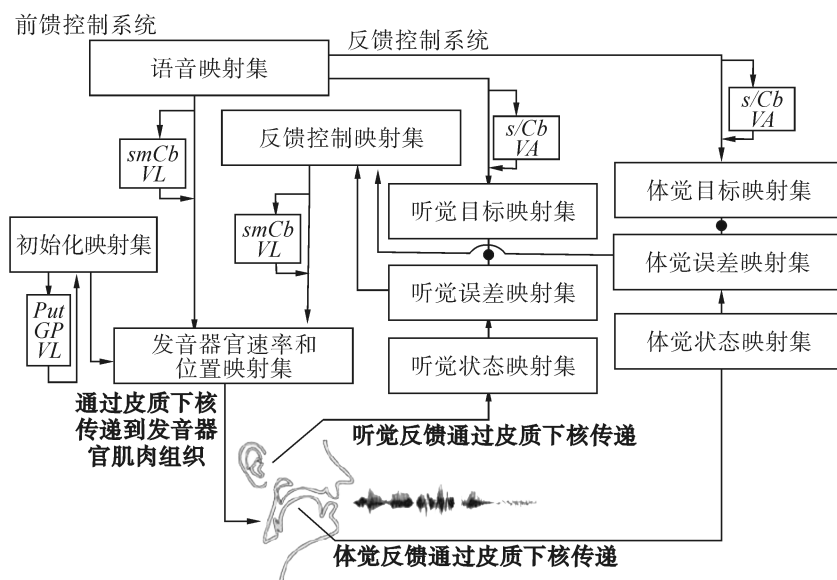 前馈控制系统
反馈控制系统
语音映射集
s/Cb
VA
s/Cb
VA
smCb
VL
反馈控制映射集
体觉目标映射集
听觉目标映射集
smCb
VL
初始化映射集
体觉误差映射集
听觉误差映射集
Put
GP
VL
发音器官速率和
位置映射集
体觉状态映射集
听觉状态映射集
通过皮质下核
传递到发音器
官肌肉组织
听觉反馈通过皮质下核传递
体觉反馈通过皮质下核传递